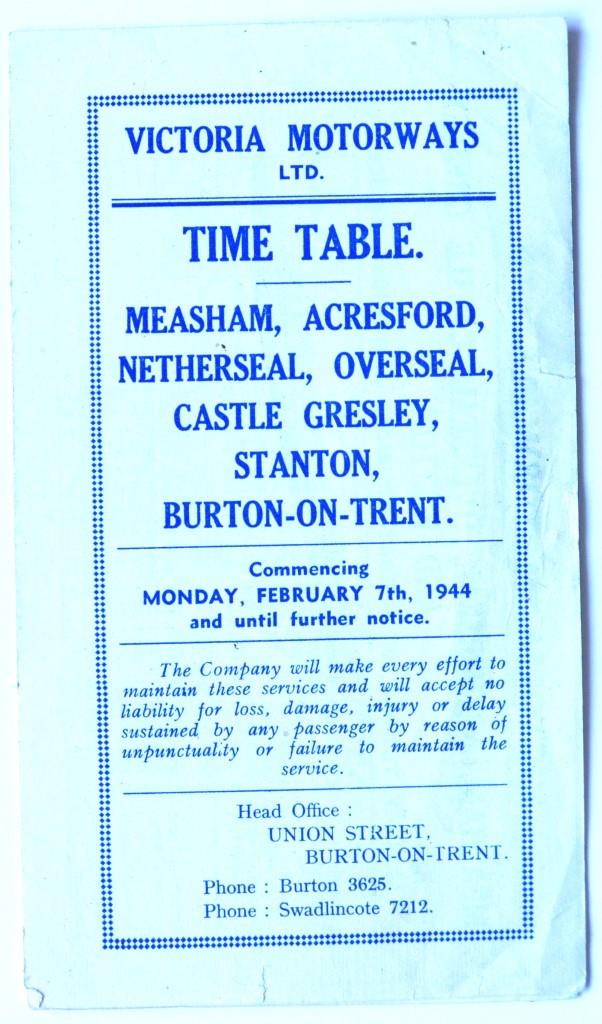 VICTORIA MOTORWAYS
LTD.
TIME TABLE.
MEASHAM, ACRESFORD,
NETHERSEAL, OVERSEAL,
CASTLE GRESLEY,
STANTON,
BURTON-ON-TRENT.
Commencing
MONDAY, FEBRUARY 7th, 1944
and until further notice.
The Company will make every effort to
maintain these services and will accept no
liability for loss, damage, injury or delay
sustained by any passenger by reason of
unpunctuality or failure to maintain the
service.
Head Office :
UNION STREET,
BURTON-ON-TRENT.
Phone : Burton 3625.
Phone : Swadlincote 7212.